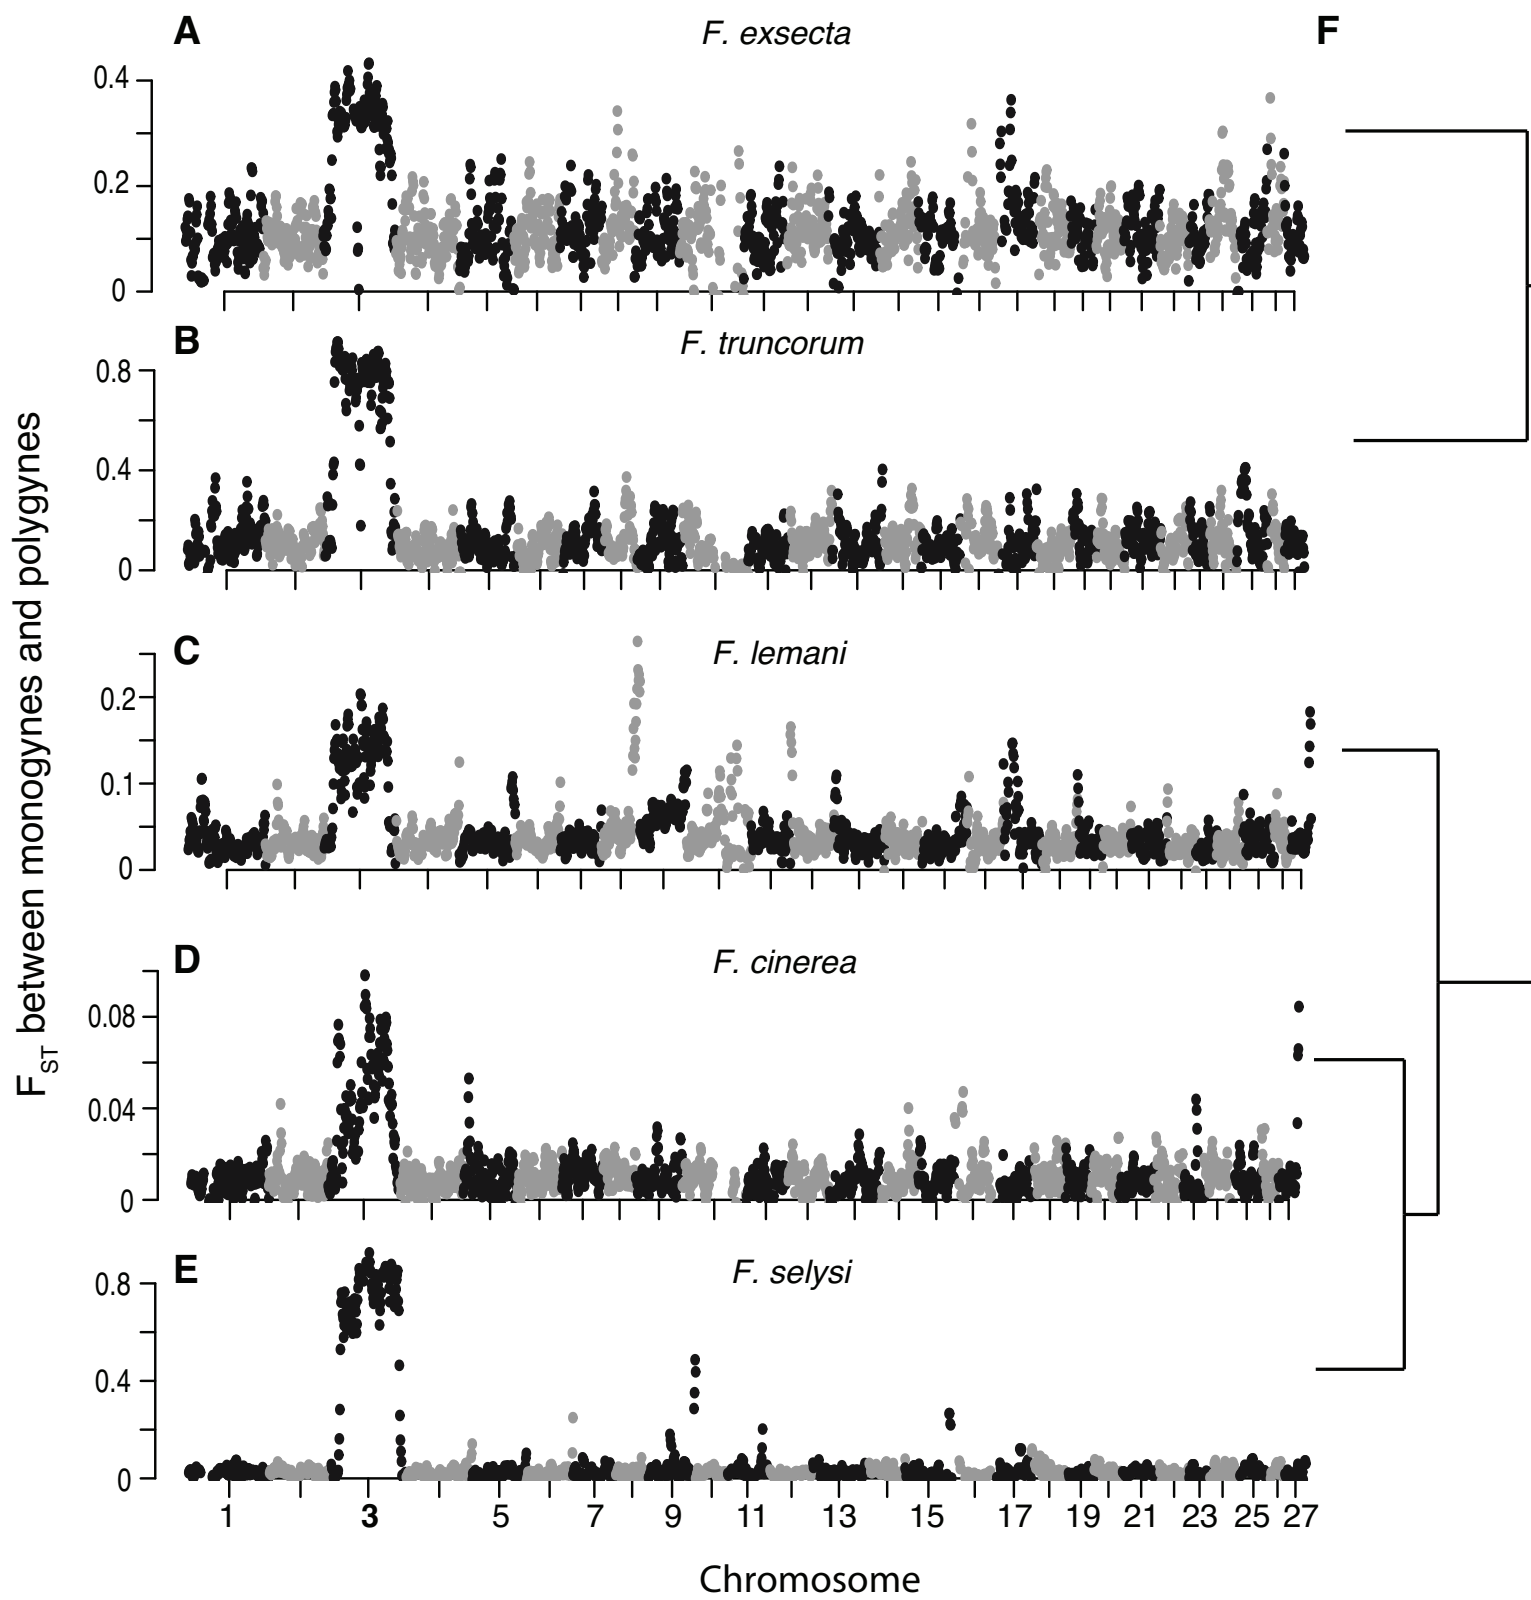 A
F. exsecta
F
0.4
0.2
0
B
F. truncorum
0.8
0.4
0
C
F. lemani
0.2
0.1
0
D
F. cinerea
0.08
0.04
0
E
F. selysi
0.8
0.4
0
1 3 5 7 9 11 13 15 17 19 21 23 25 27
Chromosome
FST between monogynes and polygynes